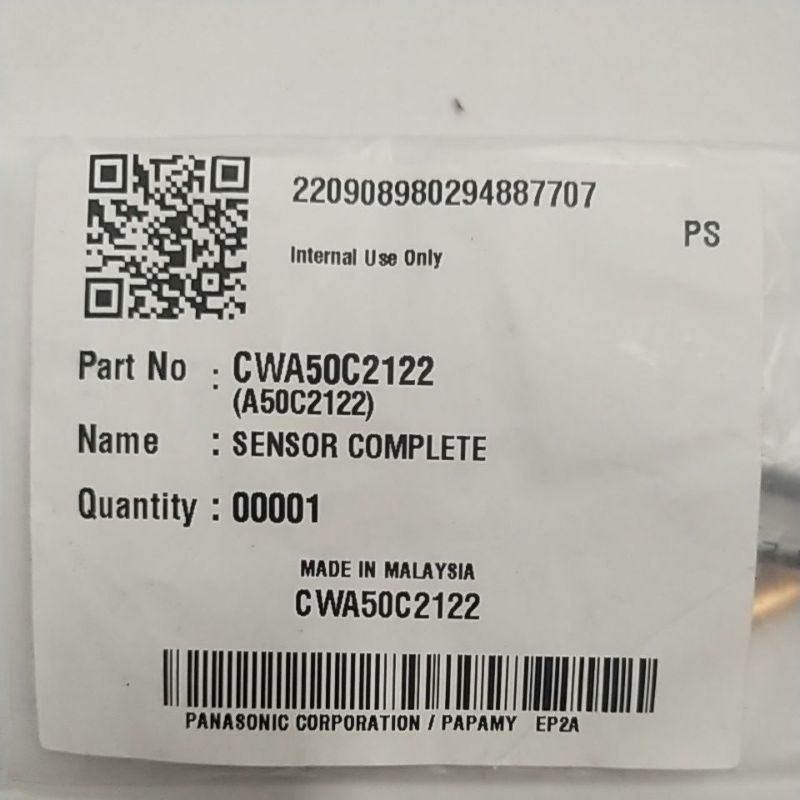 220908980294887707
PS
Internal Use Only
Part No : CWA50C2122
(A50C2122)
Name : SENSOR COMPLETE
Quantity : 00001
MADE IN MALAYSIA
CWA50C2122
PANASONIC CORPORATION / PAPAMY EP2A